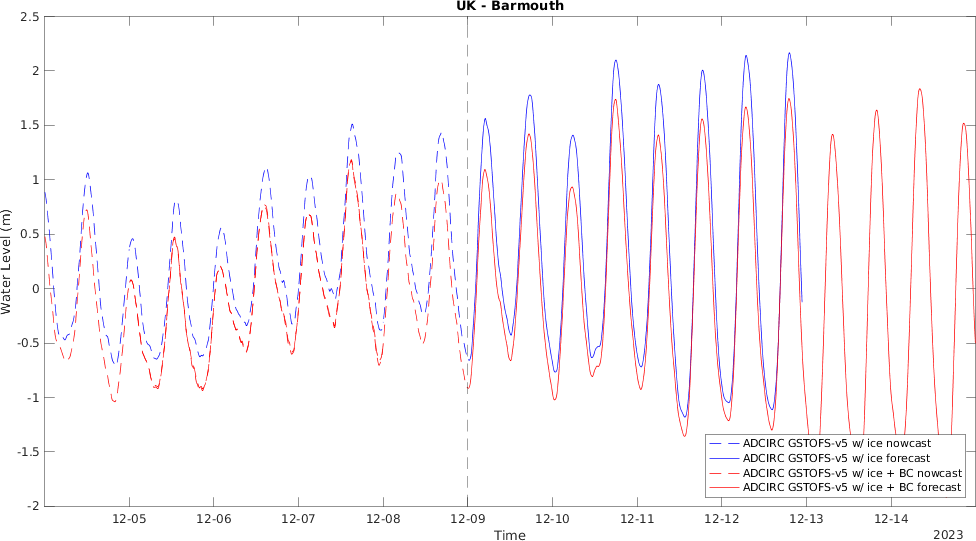 UK - Barmouth
2.5
2
1.5
1
0.5
0
-0.5
-1
-1.5
-2
Water Level (m)
12-05 12-06 12-07 12-08 12-09 12-10 12-11 12-12 12-13 12-14
Time
2023
ADCIRC GSTOFS-v5 w/ ice nowcast
ADCIRC GSTOFS-v5 w/ ice forecast
ADCIRC GSTOFS-v5 w/ ice + BC nowcast
ADCIRC GSTOFS-v5 w/ ice + BC forecast